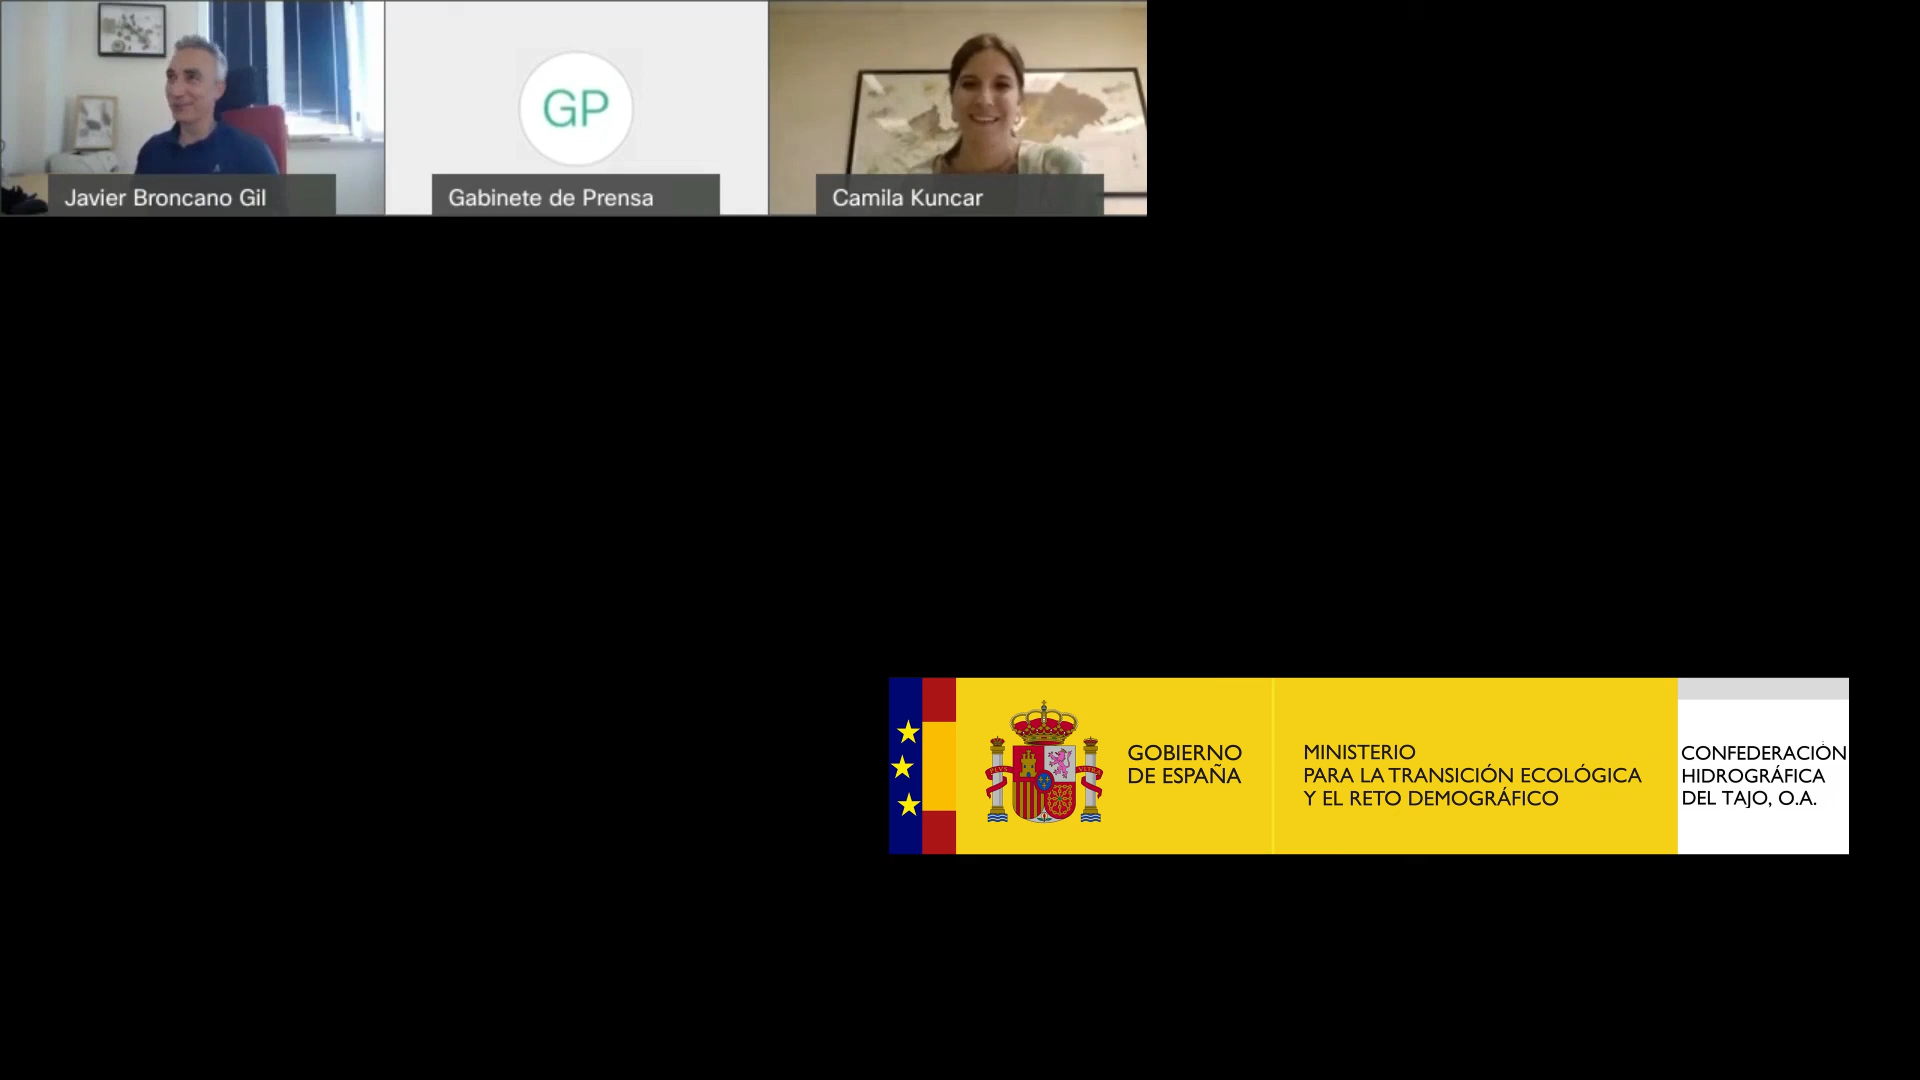 GP
Javier Broncano Gil
Gabinete de Prensa
Camila Kuncar
GOBIERNO
DE ESPAÑA
MINISTERIO
PARA LA TRANSICIÓN ECOLÓGICA
Y EL RETO DEMOGRÁFICO
CONFEDERACIÓN
HIDROGRÁFICA
DEL TAJO, O.A.